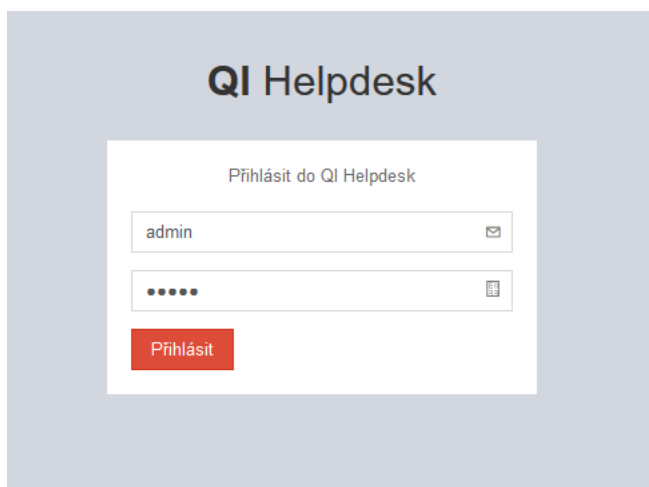 QI Helpdesk
Přihlásit do QI Helpdesk
admin
●●●●●
Přihlásit